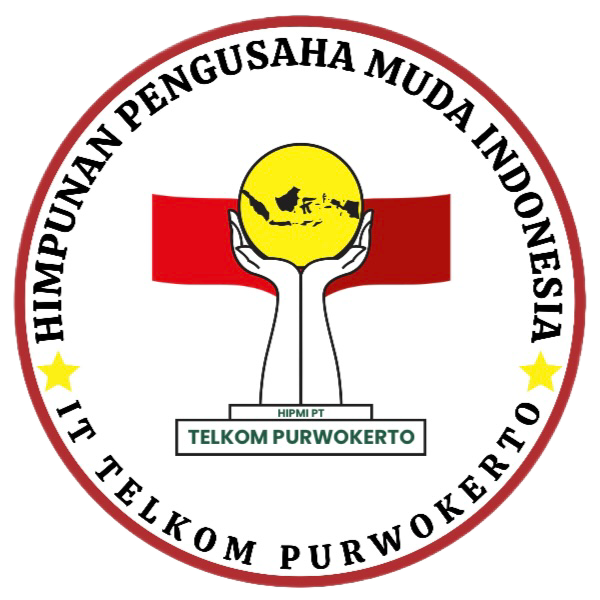 HIMPUNAN PENGUSAHA MUDA INDONESIA
HIPMI PT
TELKOM PURWOKERTO
IT TELKOM PURWOKERTO